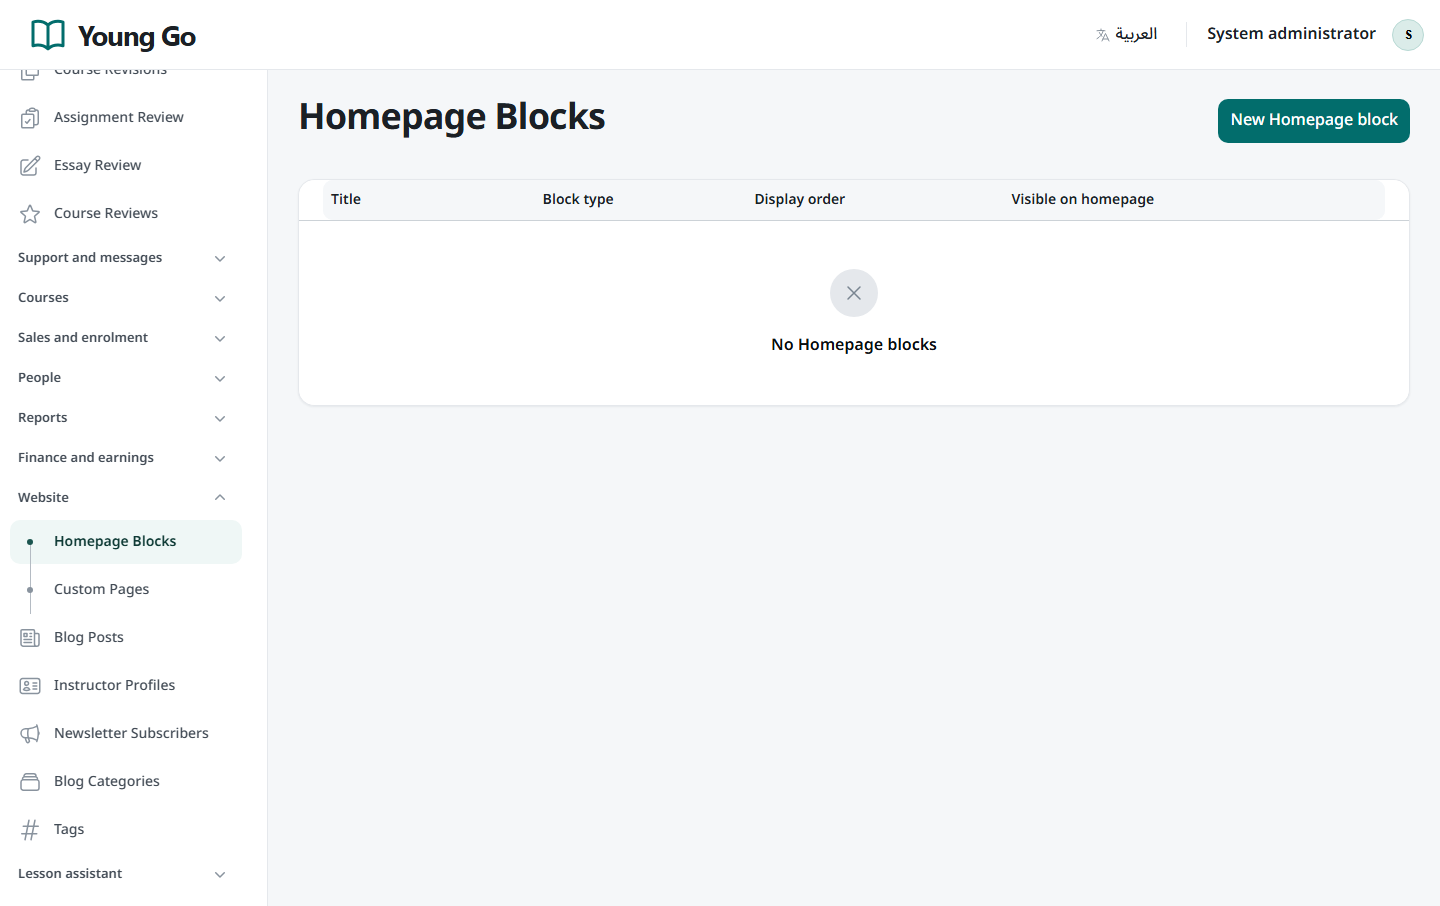 Young Go
العربية
System administrator
S
Course Revisions
Assignment Review
Essay Review
Course Reviews
Support and messages
Courses
Sales and enrolment
People
Reports
Finance and earnings
Website
Homepage Blocks
Custom Pages
Blog Posts
Instructor Profiles
Newsletter Subscribers
Blog Categories
Tags
Lesson assistant
Homepage Blocks
New Homepage block
Title Block type Display order Visible on homepage
No Homepage blocks